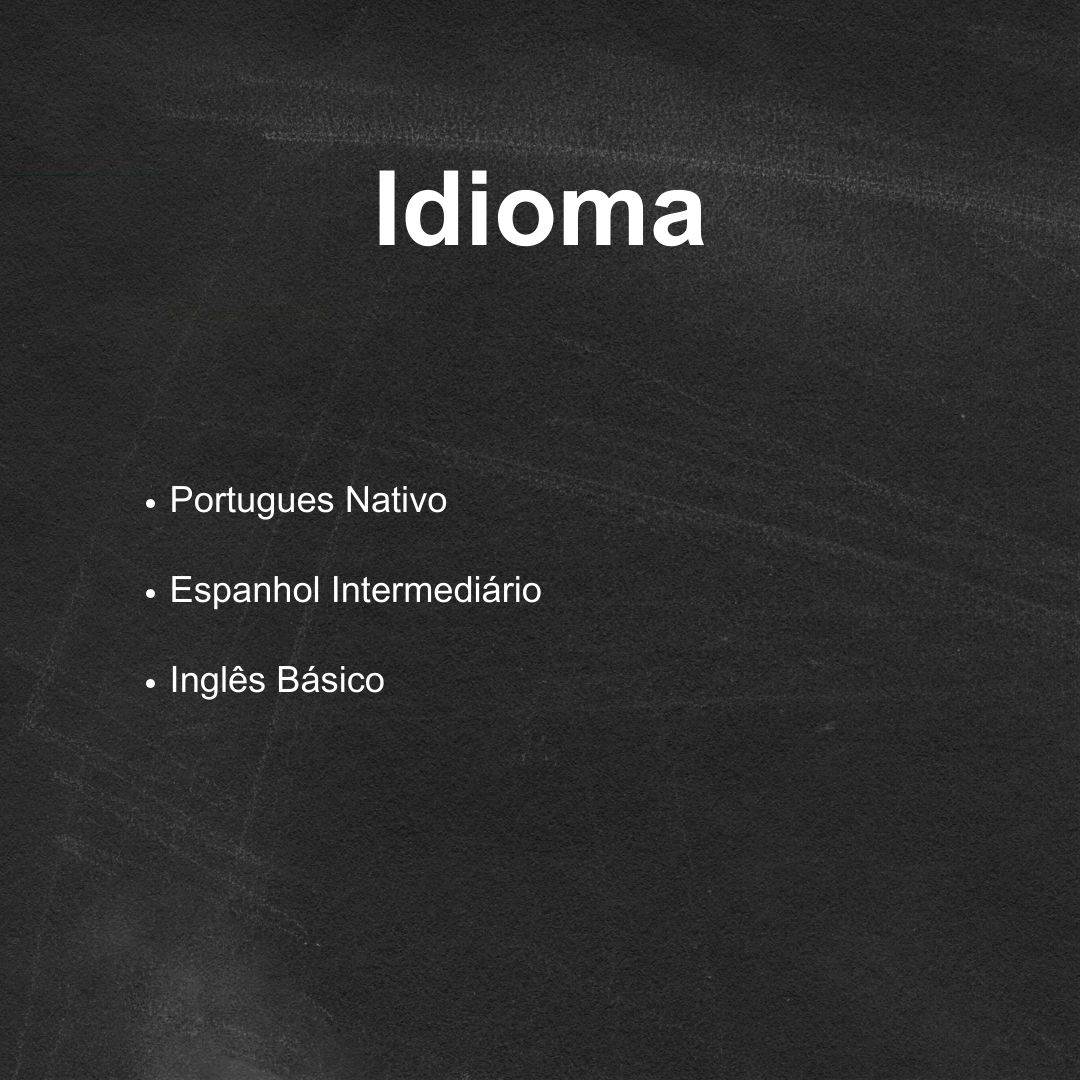 Idioma
• Portugues Nativo
• Espanhol Intermediário
• Inglês Básico